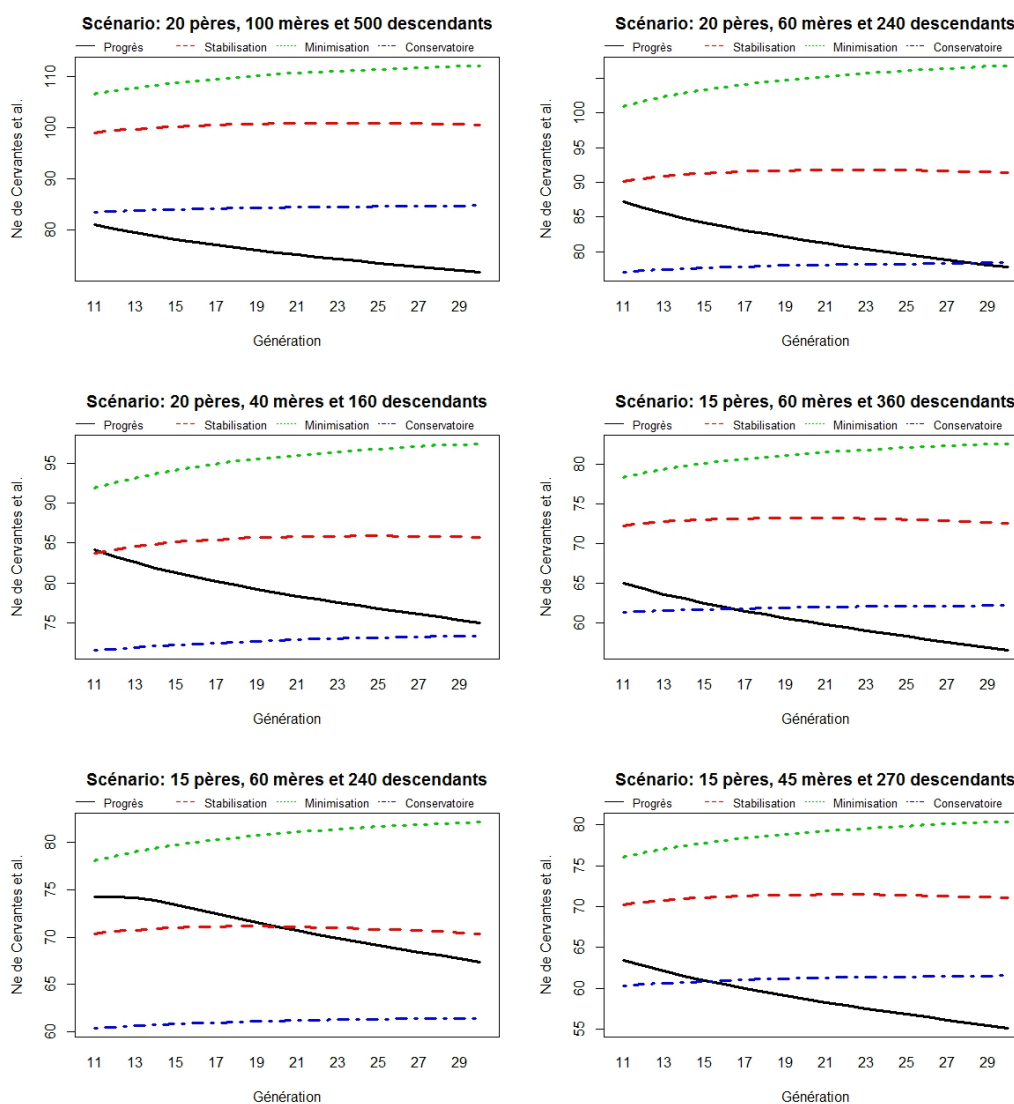 Scénario: 20 pères, 100 mères et 500 descendants
Progrès Stabilisation Minimisation Conservatoire
Ne de Cervantes et al.
110
100
90
80
11 13 15 17 19 21 23 25 27 29
Génération
Scénario: 20 pères, 60 mères et 240 descendants
Progrès Stabilisation Minimisation Conservatoire
Ne de Cervantes et al.
100
95
90
85
80
11 13 15 17 19 21 23 25 27 29
Génération
Scénario: 20 pères, 40 mères et 160 descendants
Progrès Stabilisation Minimisation Conservatoire
Ne de Cervantes et al.
95
90
85
80
75
11 13 15 17 19 21 23 25 27 29
Génération
Scénario: 15 pères, 60 mères et 360 descendants
Progrès Stabilisation Minimisation Conservatoire
Ne de Cervantes et al.
80
75
70
65
60
11 13 15 17 19 21 23 25 27 29
Génération
Scénario: 15 pères, 60 mères et 240 descendants
Progrès Stabilisation Minimisation Conservatoire
Ne de Cervantes et al.
80
75
70
65
60
11 13 15 17 19 21 23 25 27 29
Génération
Scénario: 15 pères, 45 mères et 270 descendants
Progrès Stabilisation Minimisation Conservatoire
Ne de Cervantes et al.
80
75
70
65
60
55
11 13 15 17 19 21 23 25 27 29
Génération